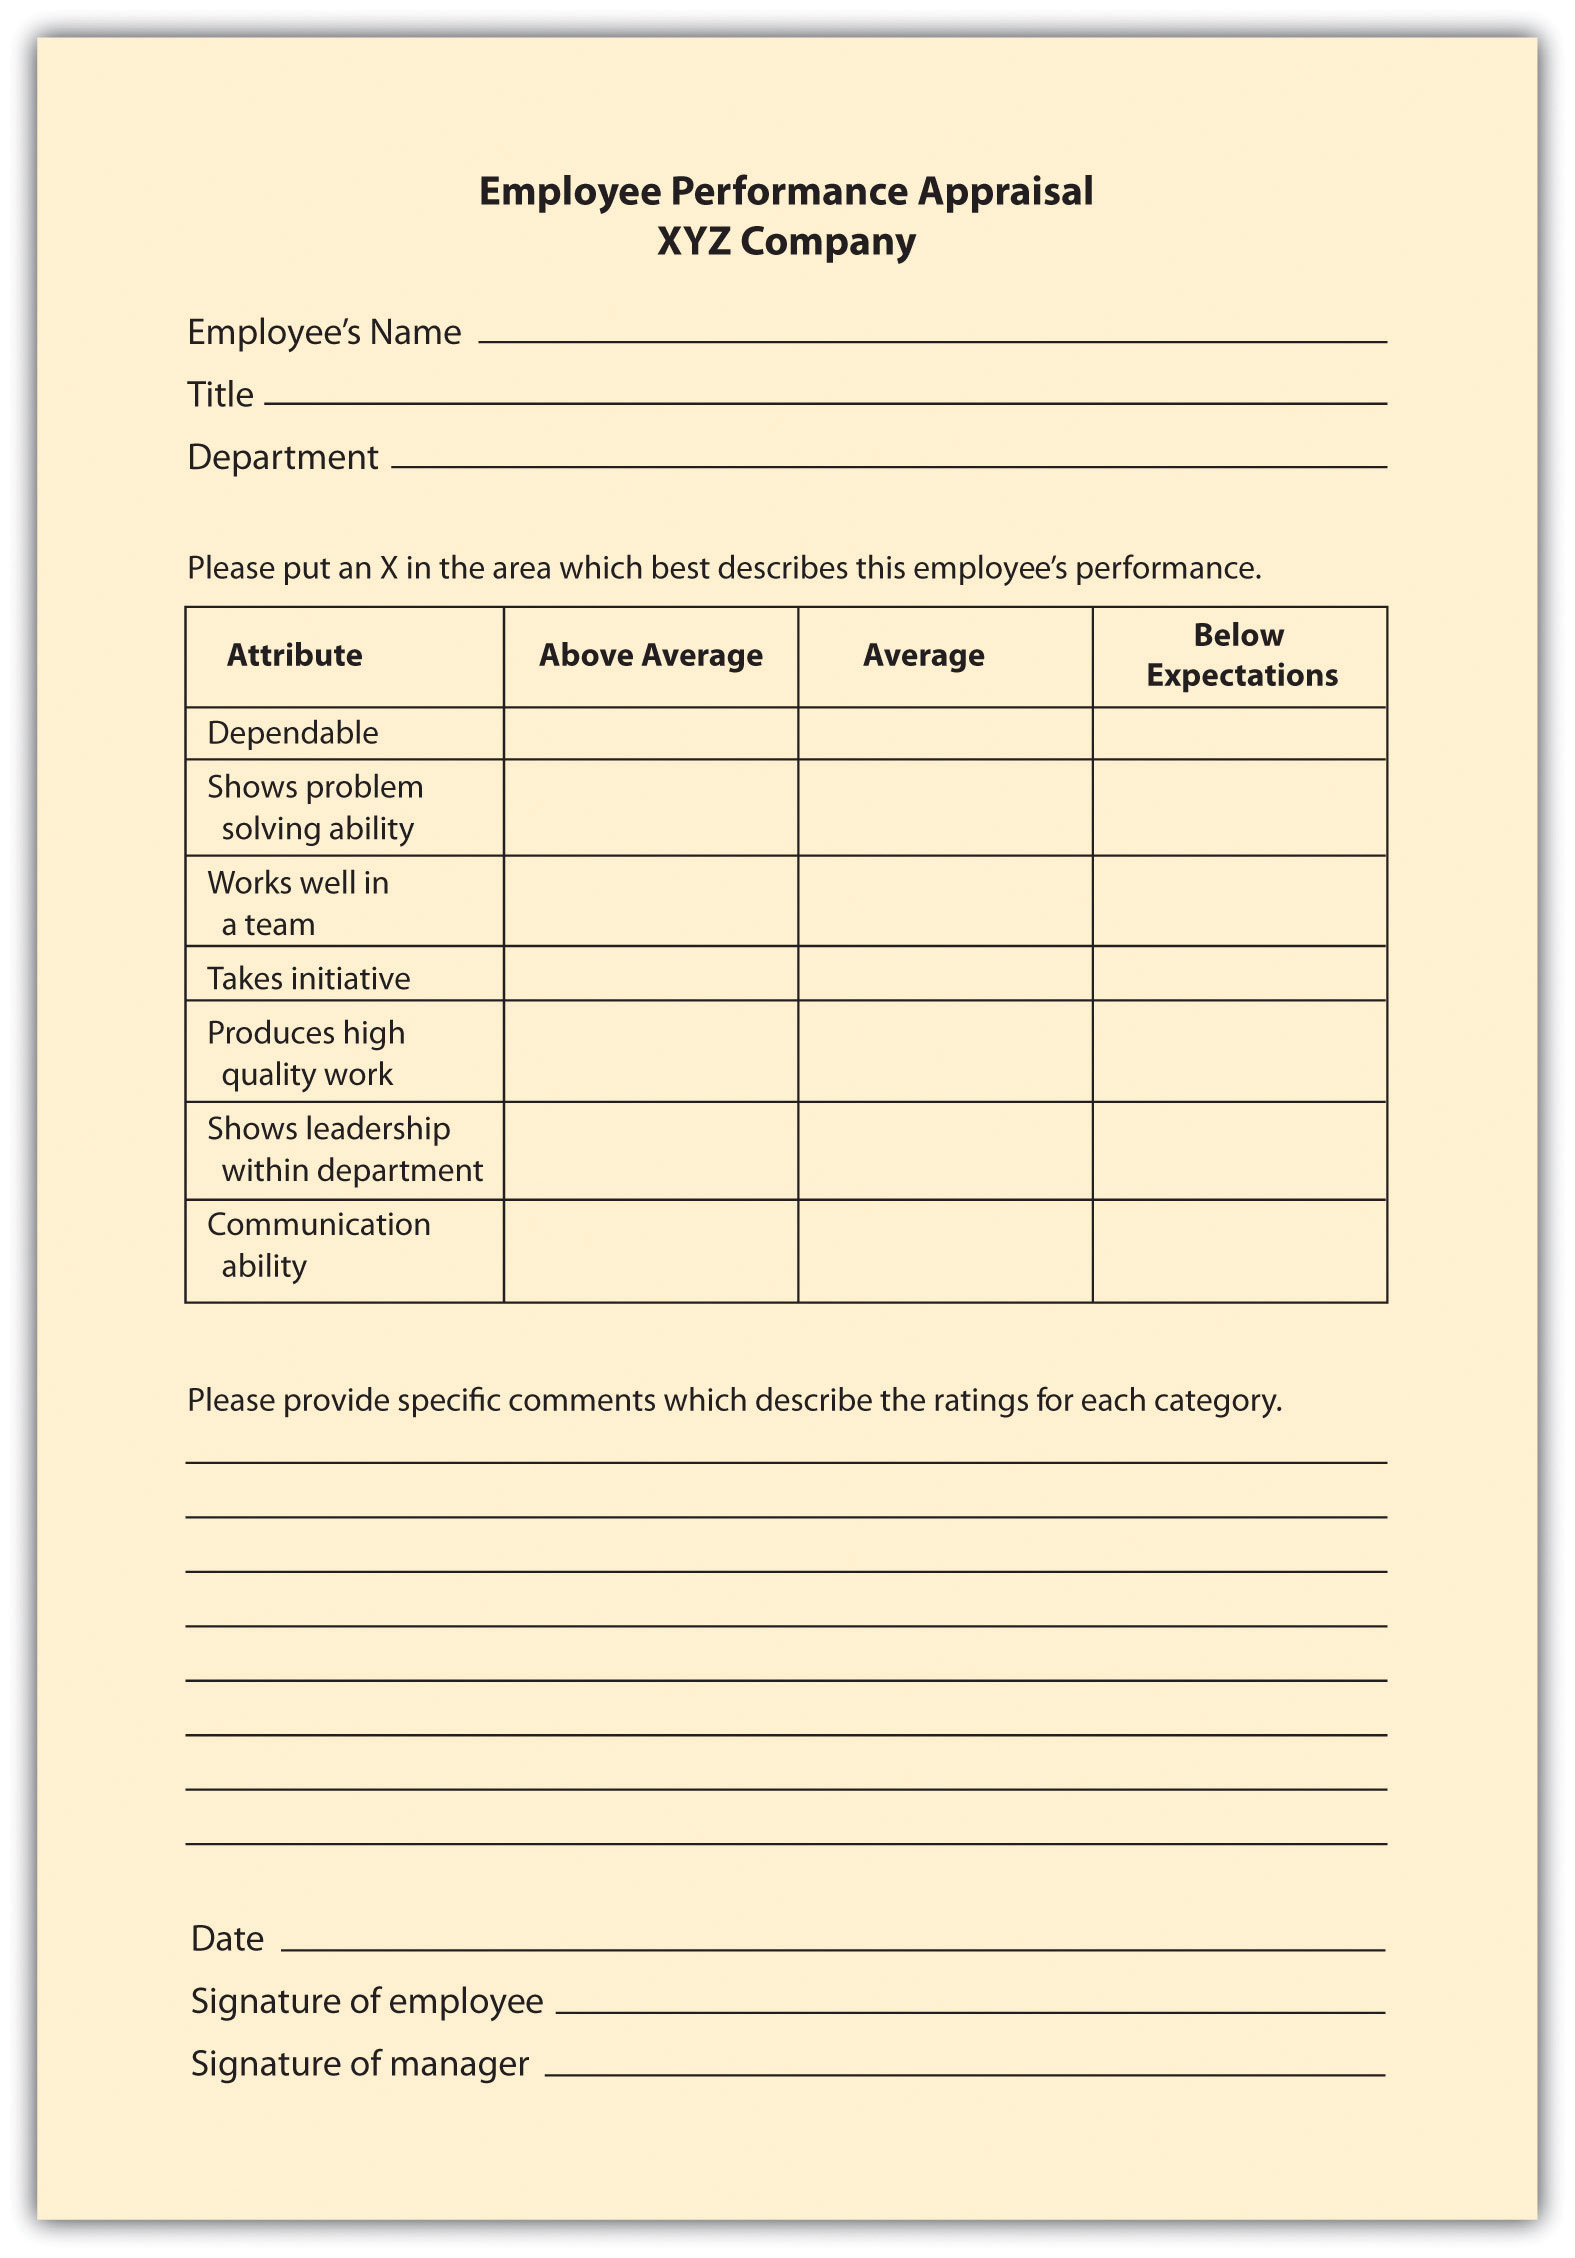 Employee Performance Appraisal
XYZ Company
Employee’s Name
Title
Department
Please put an X in the area which best describes this employee’s performance.
Attribute Above Average Average Below Expectations
Dependable
Shows problem
solving ability
Works well in
a team
Takes initiative
Produces high
quality work
Shows leadership
within department
Communication
ability
Please provide specific comments which describe the ratings for each category.
Date
Signature of employee
Signature of manager